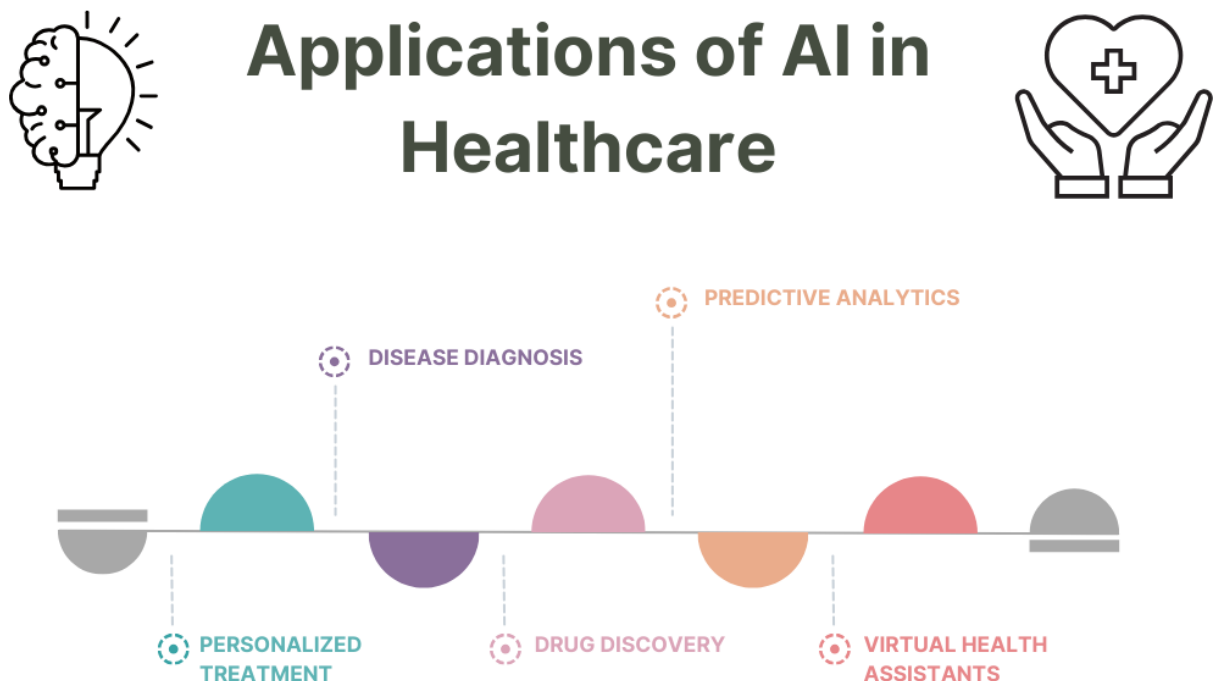 Applications of AI in
Healthcare
PREDICTIVE ANALYTICS
DISEASE DIAGNOSIS
PERSONALIZED
TREATMENT
DRUG DISCOVERY
VIRTUAL HEALTH
ASSISTANTS